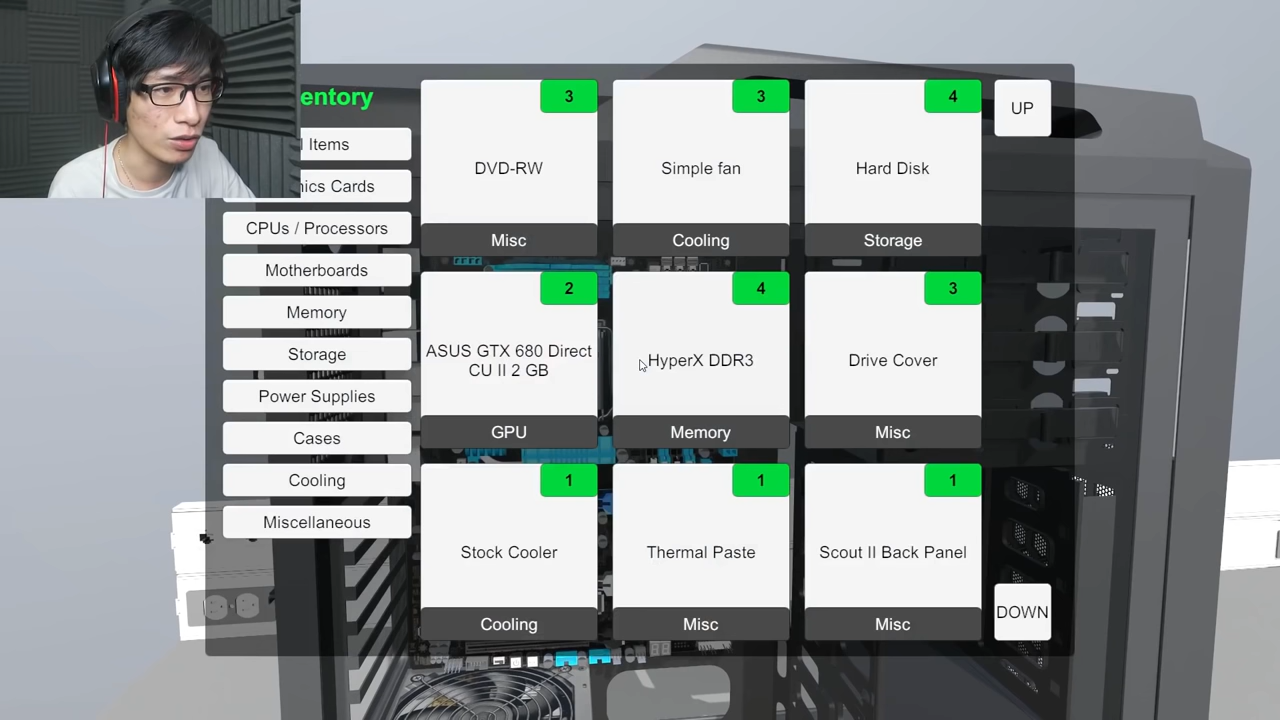 entory
Items
ics Cards
CPUs / Processors
Motherboards
Memory
Storage
Power Supplies
Cases
Cooling
Miscellaneous
3
DVD-RW
Misc
3
Simple fan
Cooling
4
Hard Disk
Storage
2
ASUS GTX 680 Direct
CU II 2 GB
GPU
4
HyperX DDR3
Memory
3
Drive Cover
Misc
1
Stock Cooler
Cooling
1
Thermal Paste
Misc
1
Scout II Back Panel
Misc
UP
DOWN